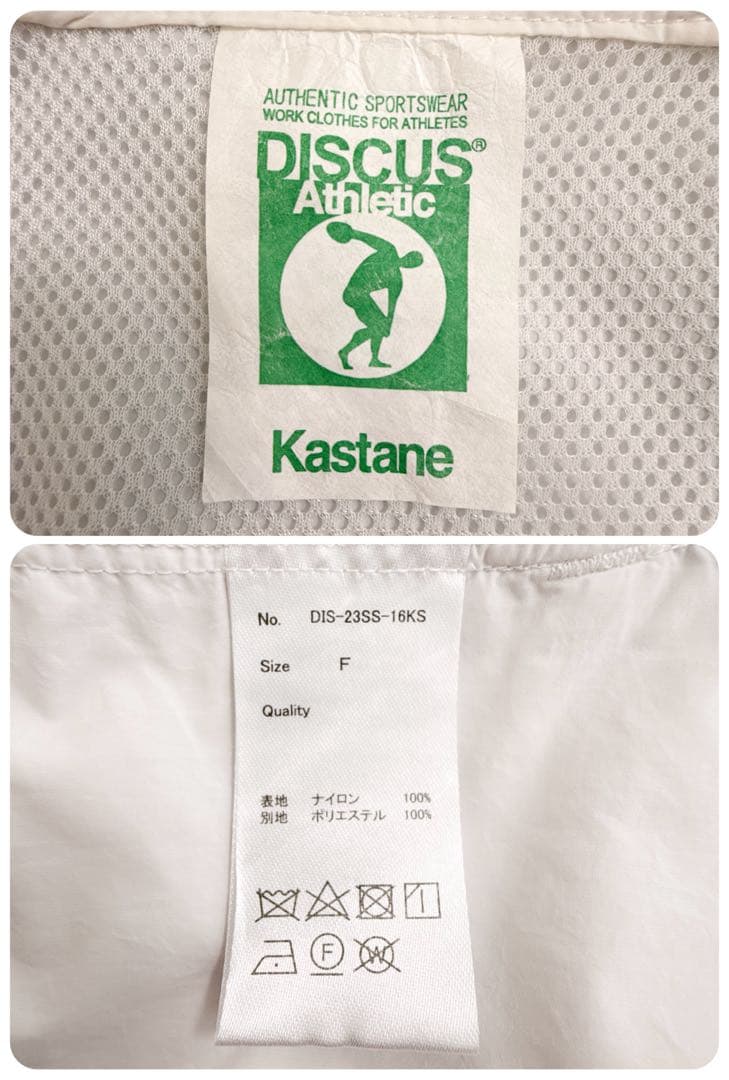 AUTHENTIC SPORTSWEAR
WORK CLOTHES FOR ATHLETES
DISCUS®
Athletic
Kastane
No. DIS-23SS-16KS
Size F
Quality
表地 ナイロン 100%
別地 ポリエステル 100%
F W